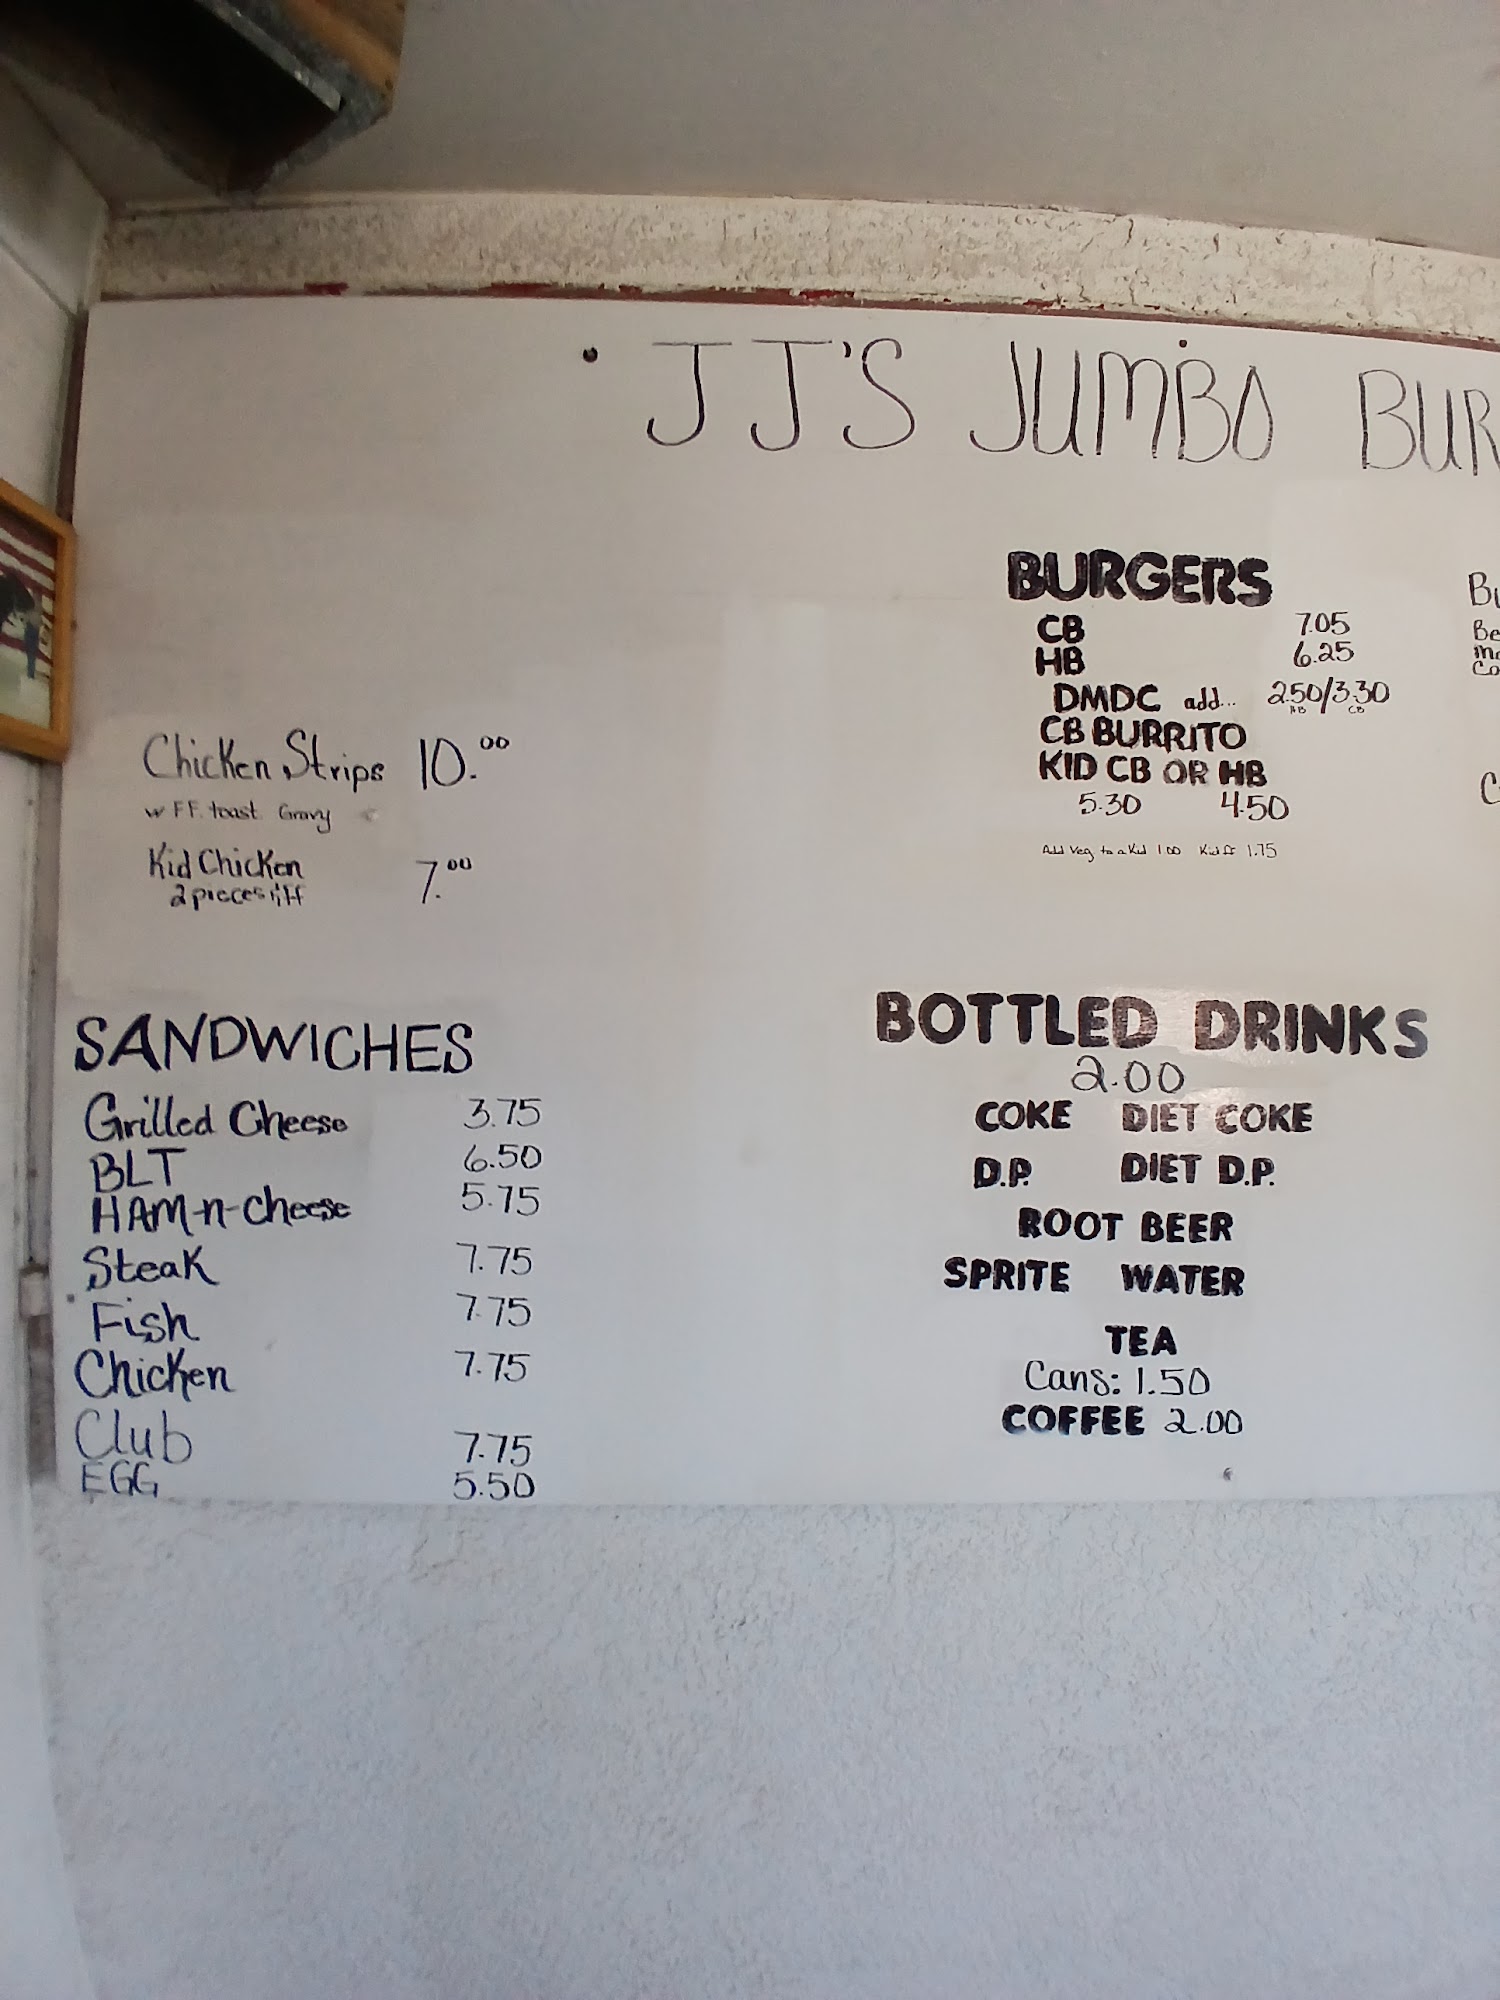 JJ'S JUMBO BUR
Chicken Strips 10.00
w FF. toast Gravy
Kid Chicken 7.00
2 pieces
SANDWICHES
Grilled Cheese 3.75
BLT 6.50
HAM-n-cheese 5.75
Steak 7.75
Fish 7.75
Chicken 7.75
Club 7.75
EGG 5.50
BURGERS
CB 7.05
HB 6.25
DMDC add... 2.50/3.30
HB CB
CB BURRITO
KID CB OR HB
5.30 4.50
Add Veg to a Kid 1.00 Kid ff 1.75
BOTTLED DRINKS
2.00
COKE DIET COKE
D.P. DIET D.P.
ROOT BEER
SPRITE WATER
TEA
Cans: 1.50
COFFEE 2.00